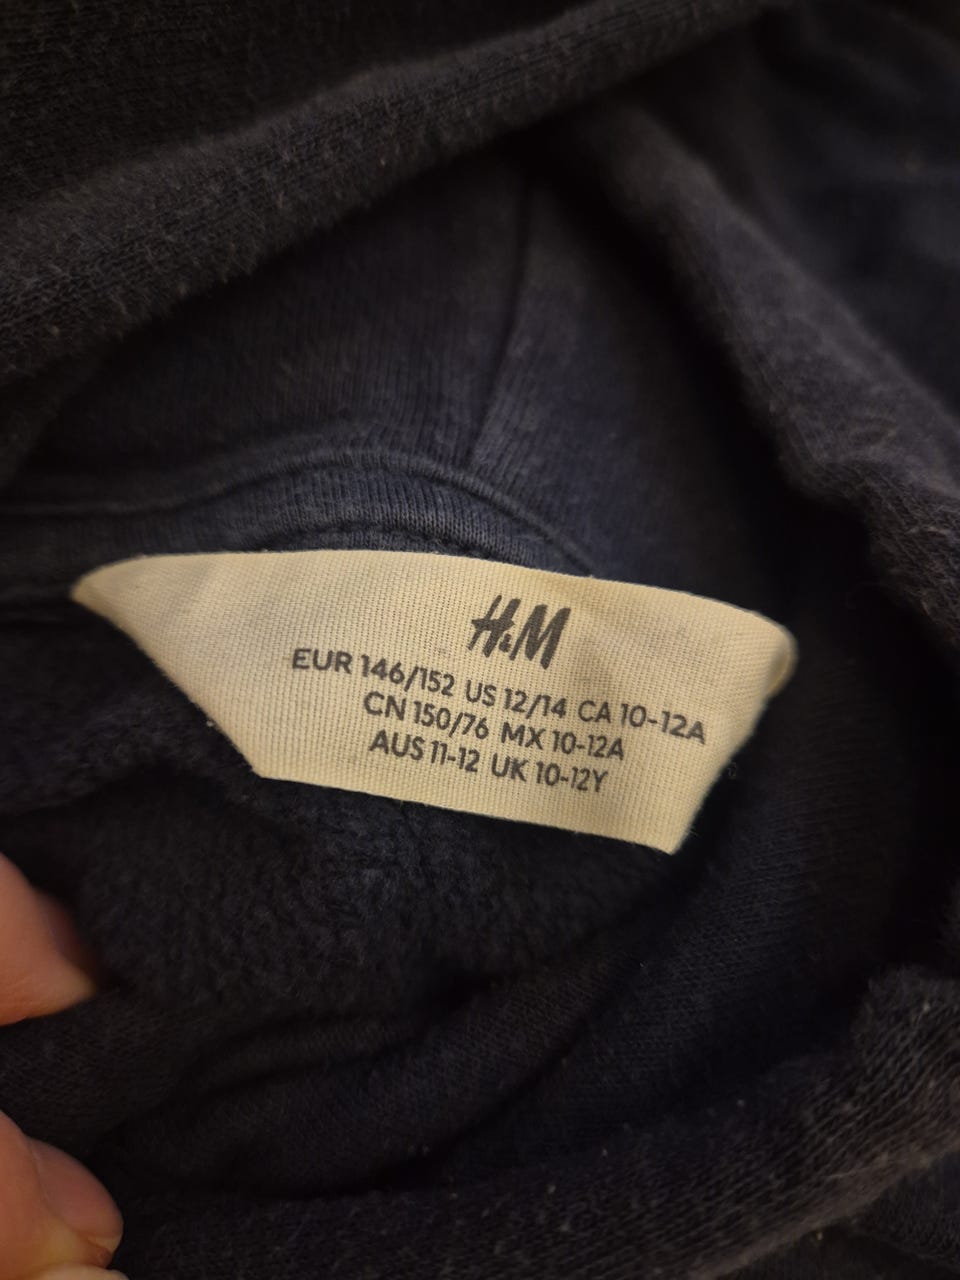 H&M
EUR 146/152 US 12/14 CA 10-12A
CN 150/76 MX 10-12A
AUS 11-12 UK 10-12Y